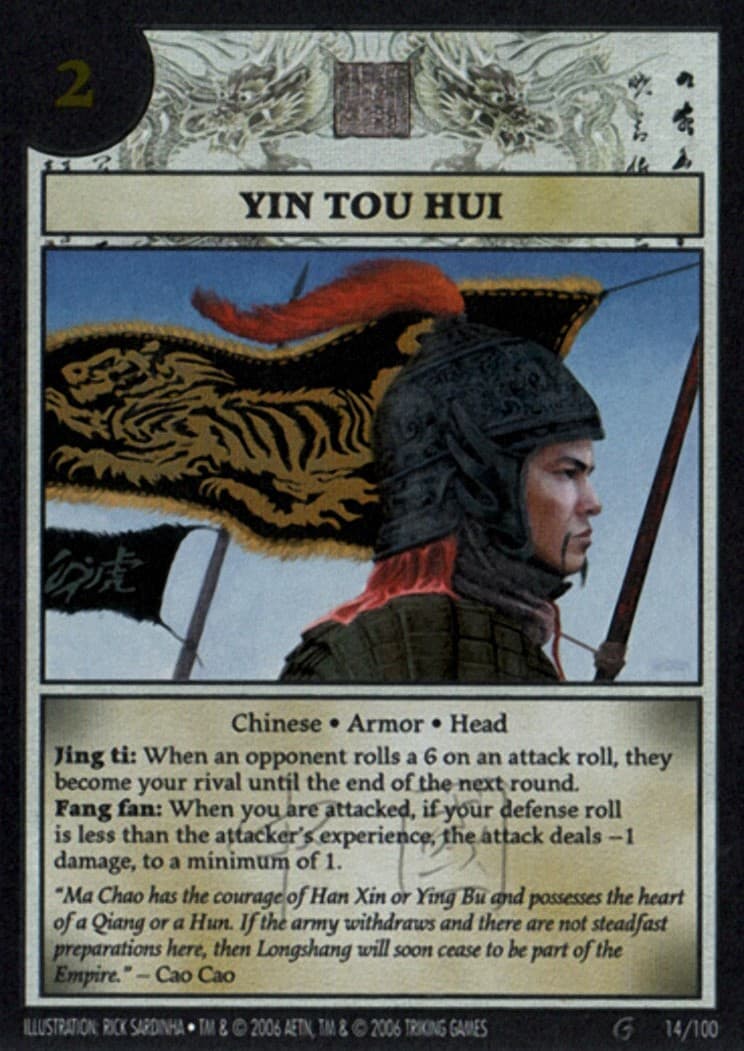 2
YIN TOU HUI
虎
Chinese • Armor • Head
Jing ti: When an opponent rolls a 6 on an attack roll, they
become your rival until the end of the next round.
Fang fan: When you are attacked, if your defense roll
is less than the attacker's experience, the attack deals –1
damage, to a minimum of 1.
"Ma Chao has the courage of Han Xin or Ying Bu and possesses the heart
of a Qiang or a Hun. If the army withdraws and there are not steadfast
preparations here, then Longshang will soon cease to be part of the
Empire." – Cao Cao
ILLUSTRATION: RICK SARDINHA • TM & © 2006 AETN, TM & © 2006 TRIKING GAMES G 14/100